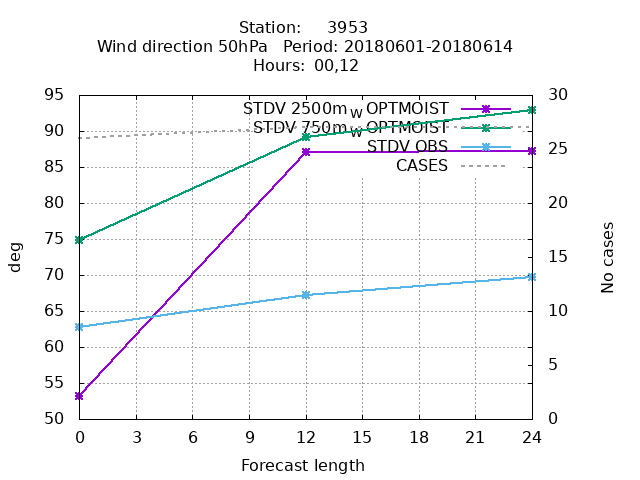 Station: 3953
Wind direction 50hPa Period: 20180601-20180614
Hours: 00,12
STDV 2500m_W OPTMOIST
STDV 750m_W OPTMOIST
STDV OBS
CASES
95
90
85
80
75
70
65
60
55
50
deg
30
25
20
15
10
5
0
No cases
0 3 6 9 12 15 18 21 24
Forecast length